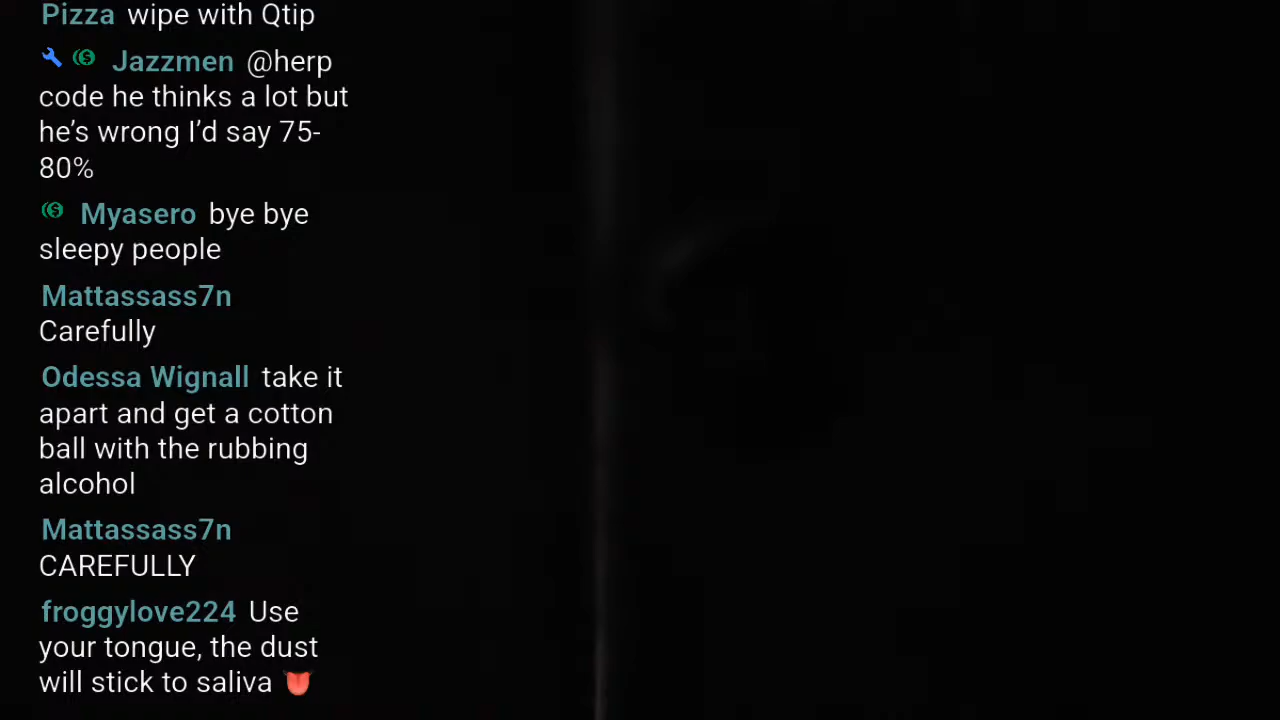 Pizza wipe with Qtip
Jazzmen @herp
code he thinks a lot but
he’s wrong I’d say 75-
80%
Myasero bye bye
sleepy people
Mattassass7n
Carefully
Odessa Wignall take it
apart and get a cotton
ball with the rubbing
alcohol
Mattassass7n
CAREFULLY
froggylove224 Use
your tongue, the dust
will stick to saliva 👅